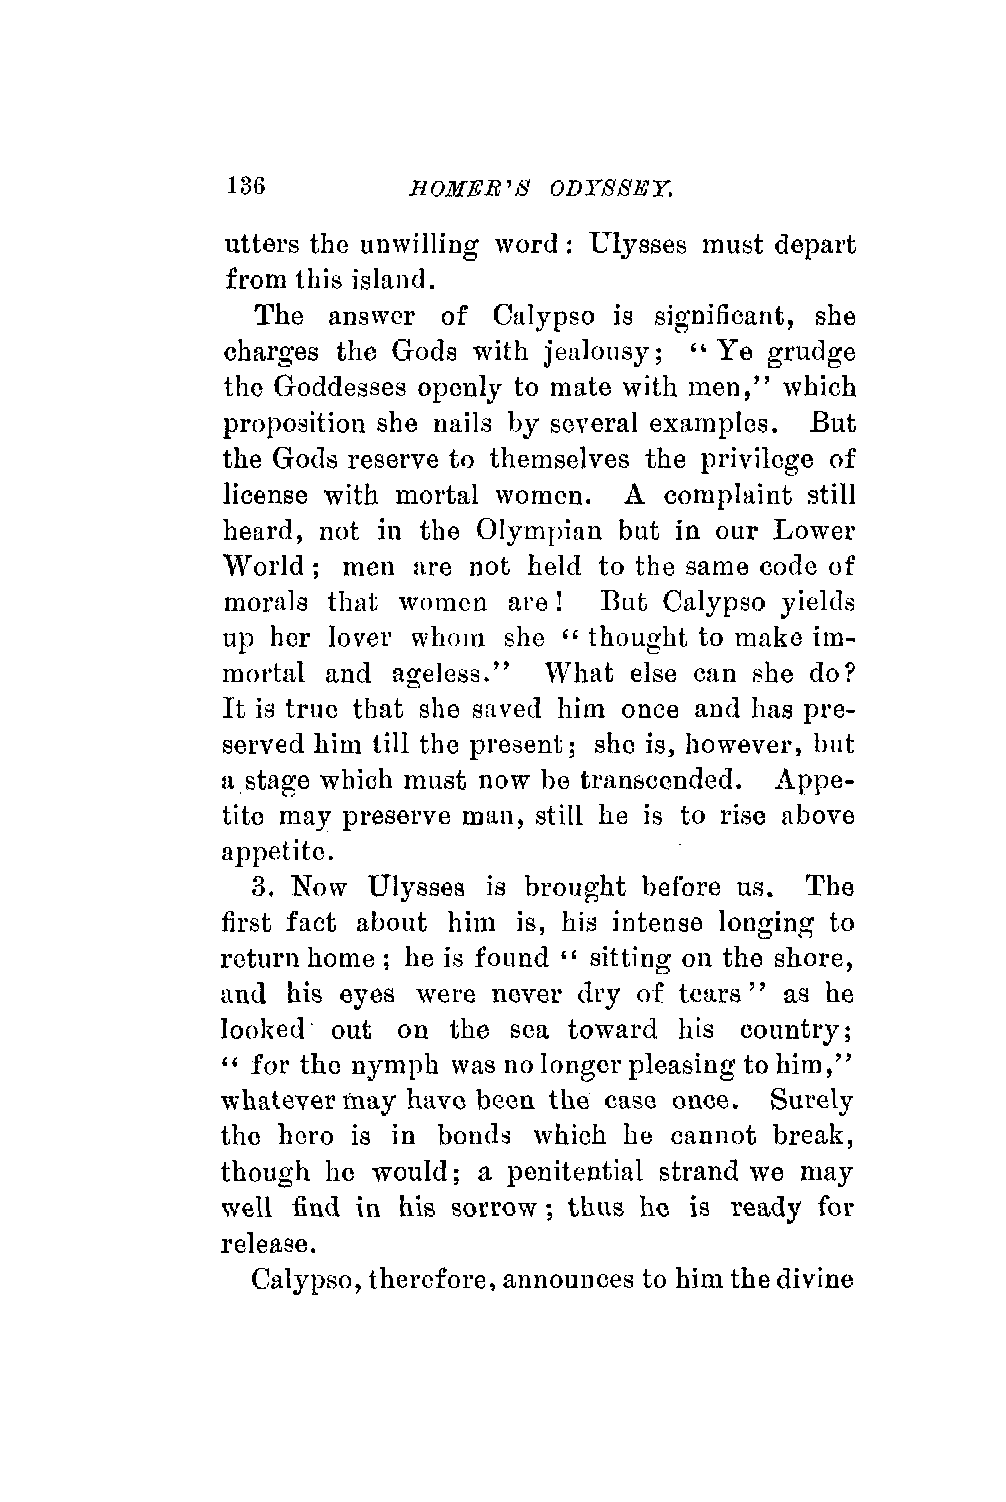 136 HOMER'S ODYSSEY.
utters the unwilling word: Ulysses must depart
from this island.
The answer of Calypso is significant, she
charges the Gods with jealousy; "Ye grudge
the Goddesses openly to mate with men," which
proposition she nails by several examples. But
the Gods reserve to themselves the privilege of
license with mortal women. A complaint still
heard, not in the Olympian but in our Lower
World; men are not held to the same code of
morals that women are! But Calypso yields
up her lover whom she "thought to make im-
mortal and ageless." What else can she do?
It is true that she saved him once and has pre-
served him till the present; she is, however, but
a stage which must now be transcended. Appe-
tite may preserve man, still he is to rise above
appetite.
3. Now Ulysses is brought before us. The
first fact about him is, his intense longing to
return home; he is found "sitting on the shore,
and his eyes were never dry of tears" as he
looked out on the sea toward his country;
"for the nymph was no longer pleasing to him,"
whatever may have been the case once. Surely
the hero is in bonds which he cannot break,
though he would; a penitential strand we may
well find in his sorrow; thus he is ready for
release.
Calypso, therefore, announces to him the divine